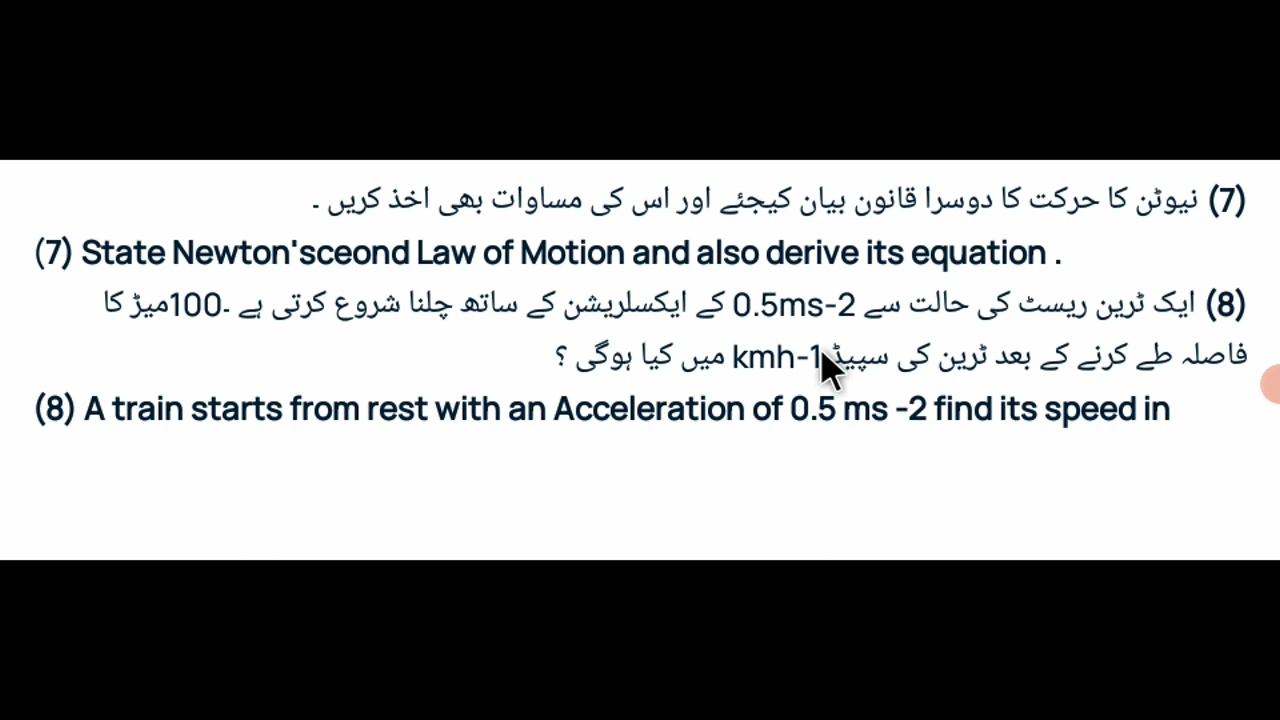 (7) نیوٹن کا حرکت کا دوسرا قانون بیان کیجئے اور اس کی مساوات بھی اخذ کریں ۔
(7) State Newton'sceond Law of Motion and also derive its equation .
(8) ایک ٹرین ریسٹ کی حالت سے 0.5ms-2 کے ایکسلریشن کے ساتھ چلنا شروع کرتی ہے ۔100میڑ کا
فاصلہ طے کرنے کے بعد ٹرین کی سپیڈ kmh-1 میں کیا ہوگی ؟
(8) A train starts from rest with an Acceleration of 0.5 ms -2 find its speed in